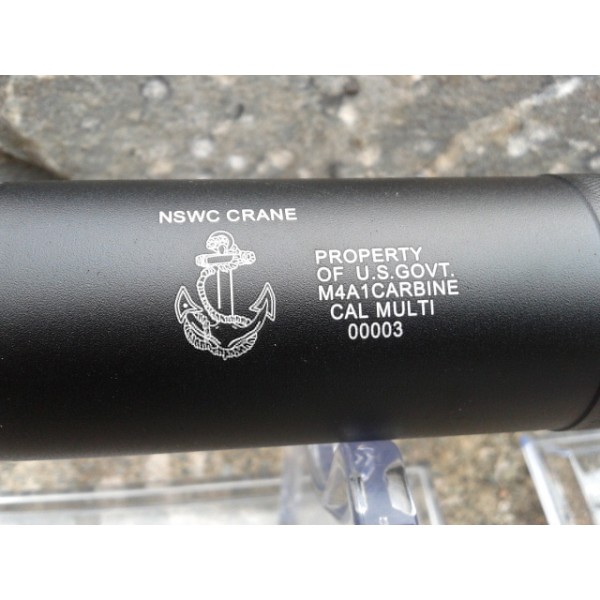 NSWC CRANE
PROPERTY
OF U.S.GOVT.
M4A1CARBINE
CAL MULTI
00003